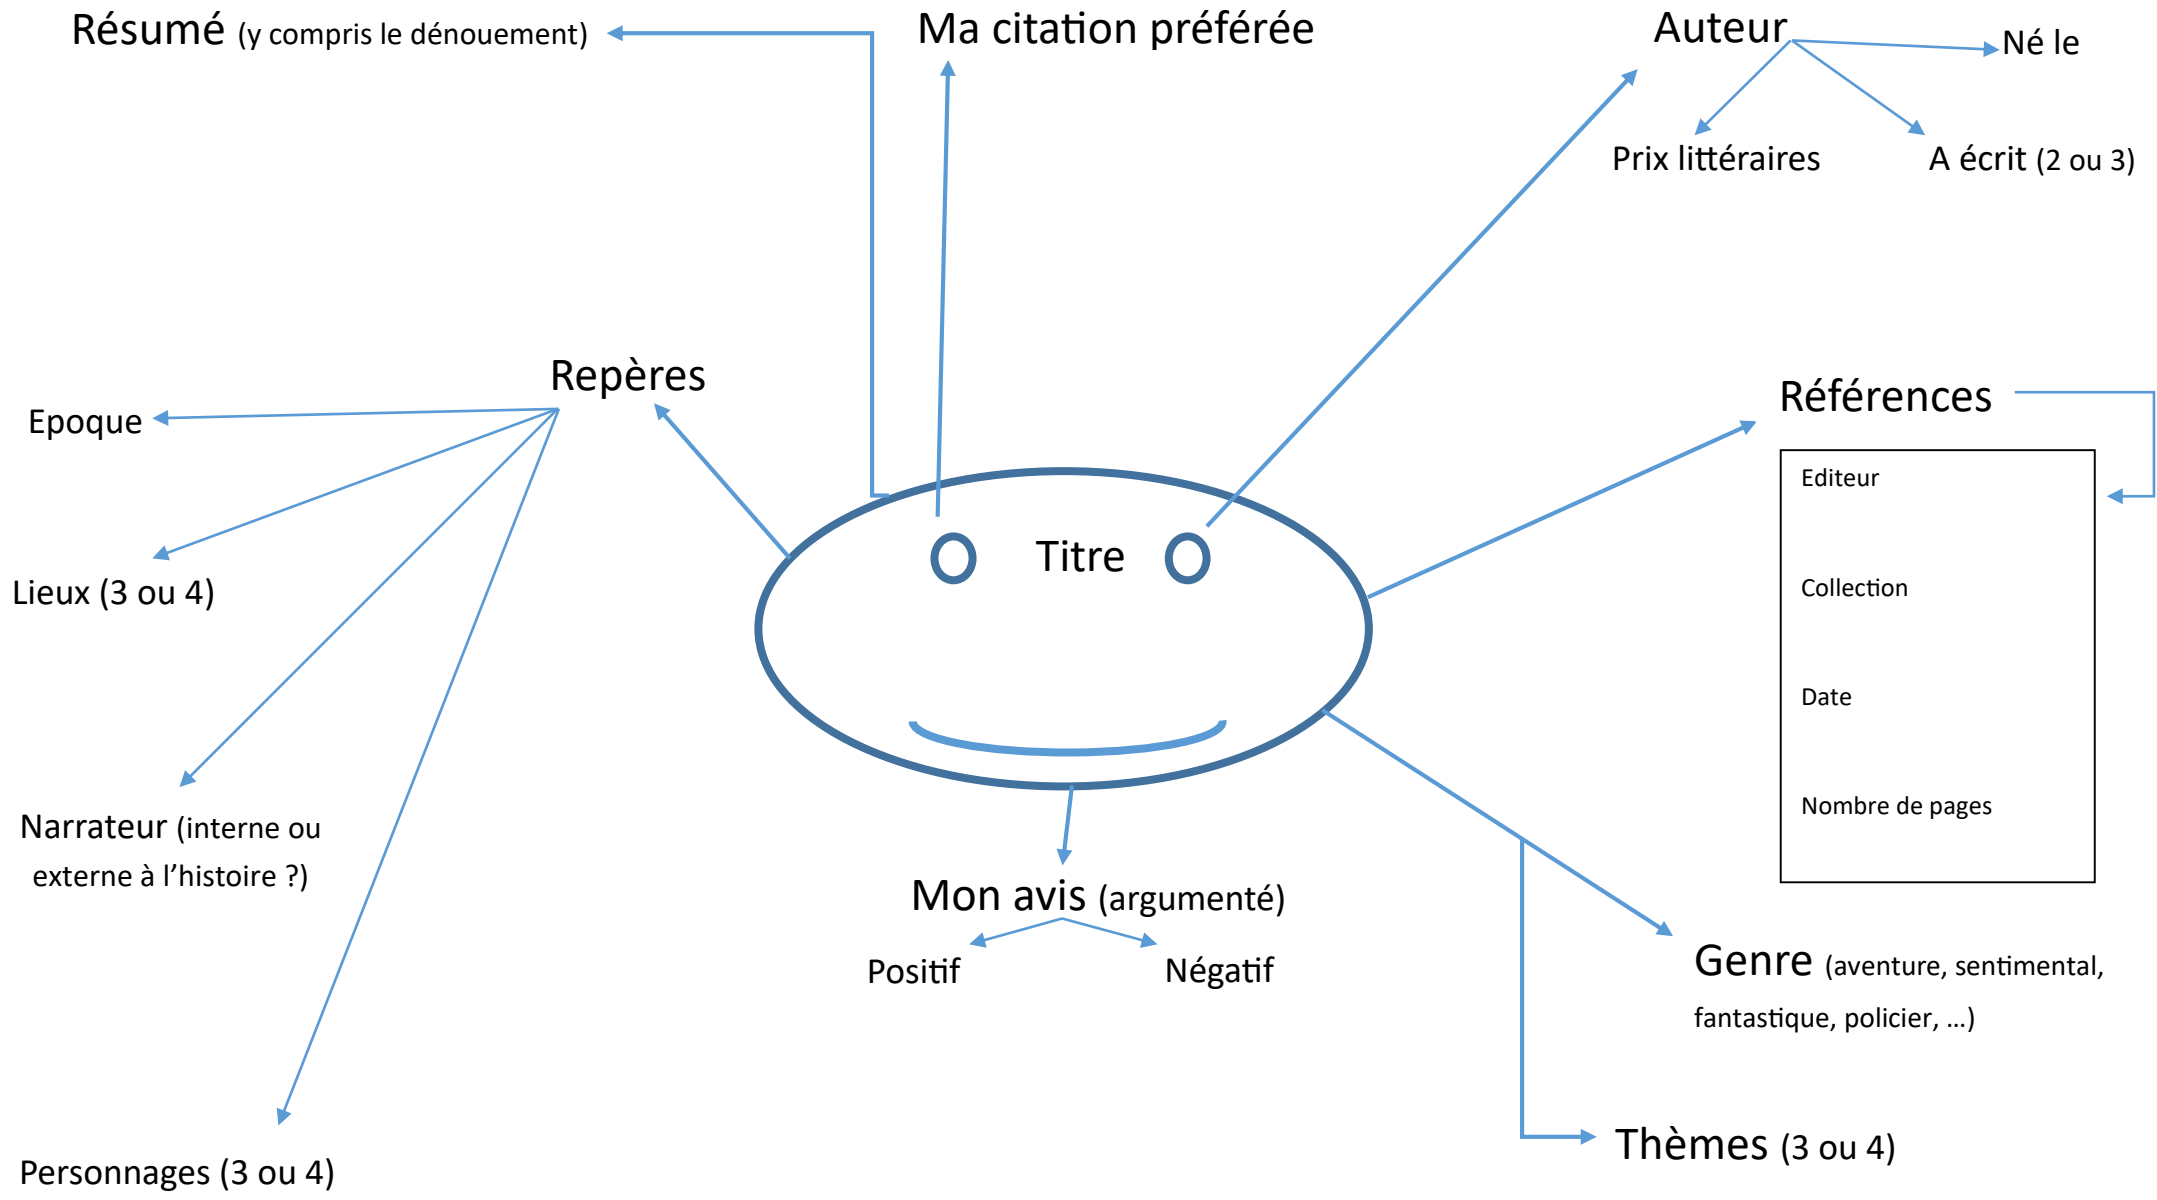 Résumé (y compris le dénouement)
Ma citation préférée
Auteur
Né le
Prix littéraires
A écrit (2 ou 3)
Repères
Epoque
Lieux (3 ou 4)
Narrateur (interne ou
externe à l’histoire ?)
Personnages (3 ou 4)
Titre
Références
Editeur
Collection
Date
Nombre de pages
Mon avis (argumenté)
Positif
Négatif
Genre (aventure, sentimental,
fantastique, policier, …)
Thèmes (3 ou 4)